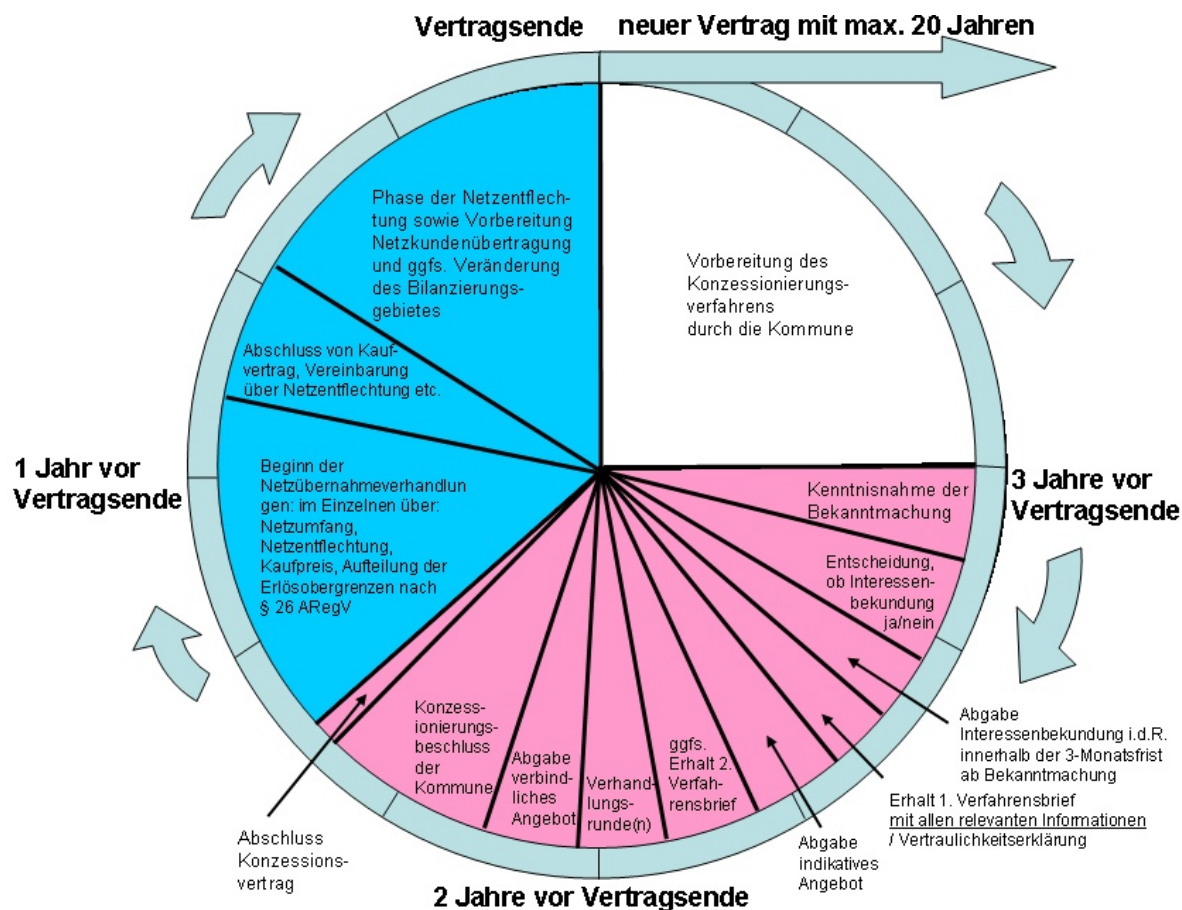 Vertragsende
neuer Vertrag mit max. 20 Jahren
Vorbereitung des
Konzessionierungs-
verfahrens
durch die Kommune
3 Jahre vor
Vertragsende
Kenntnisnahme der
Bekanntmachung
Entscheidung,
ob Interessen-
bekundung
ja/nein
Abgabe
Interessenbekundung i.d.R.
innerhalb der 3-Monatsfrist
ab Bekanntmachung
Erhalt 1. Verfahrensbrief
mit allen relevanten Informationen
/ Vertraulichkeitserklärung
Abgabe
indikatives
Angebot
ggfs.
Erhalt 2.
Verfah-
rensbrief
Verhand-
lungs-
runde(n)
2 Jahre vor Vertragsende
Abgabe
verbind-
liches
Angebot
Konzess-
ionierungs-
beschluss
der
Kommune
Abschluss
Konzessions-
vertrag
Beginn der
Netzübernahmeverhandlun
gen: im Einzelnen über:
Netzumfang,
Netzentflechtung,
Kaufpreis, Aufteilung der
Erlösobergrenzen nach
§ 26 ARegV
1 Jahr vor
Vertragsende
Abschluss von Kauf-
vertrag, Vereinbarung
über Netzentflechtung etc.
Phase der Netzentflech-
tung sowie Vorbereitung
Netzkundenübertragung
und ggfs. Veränderung
des Bilanzierungs-
gebietes